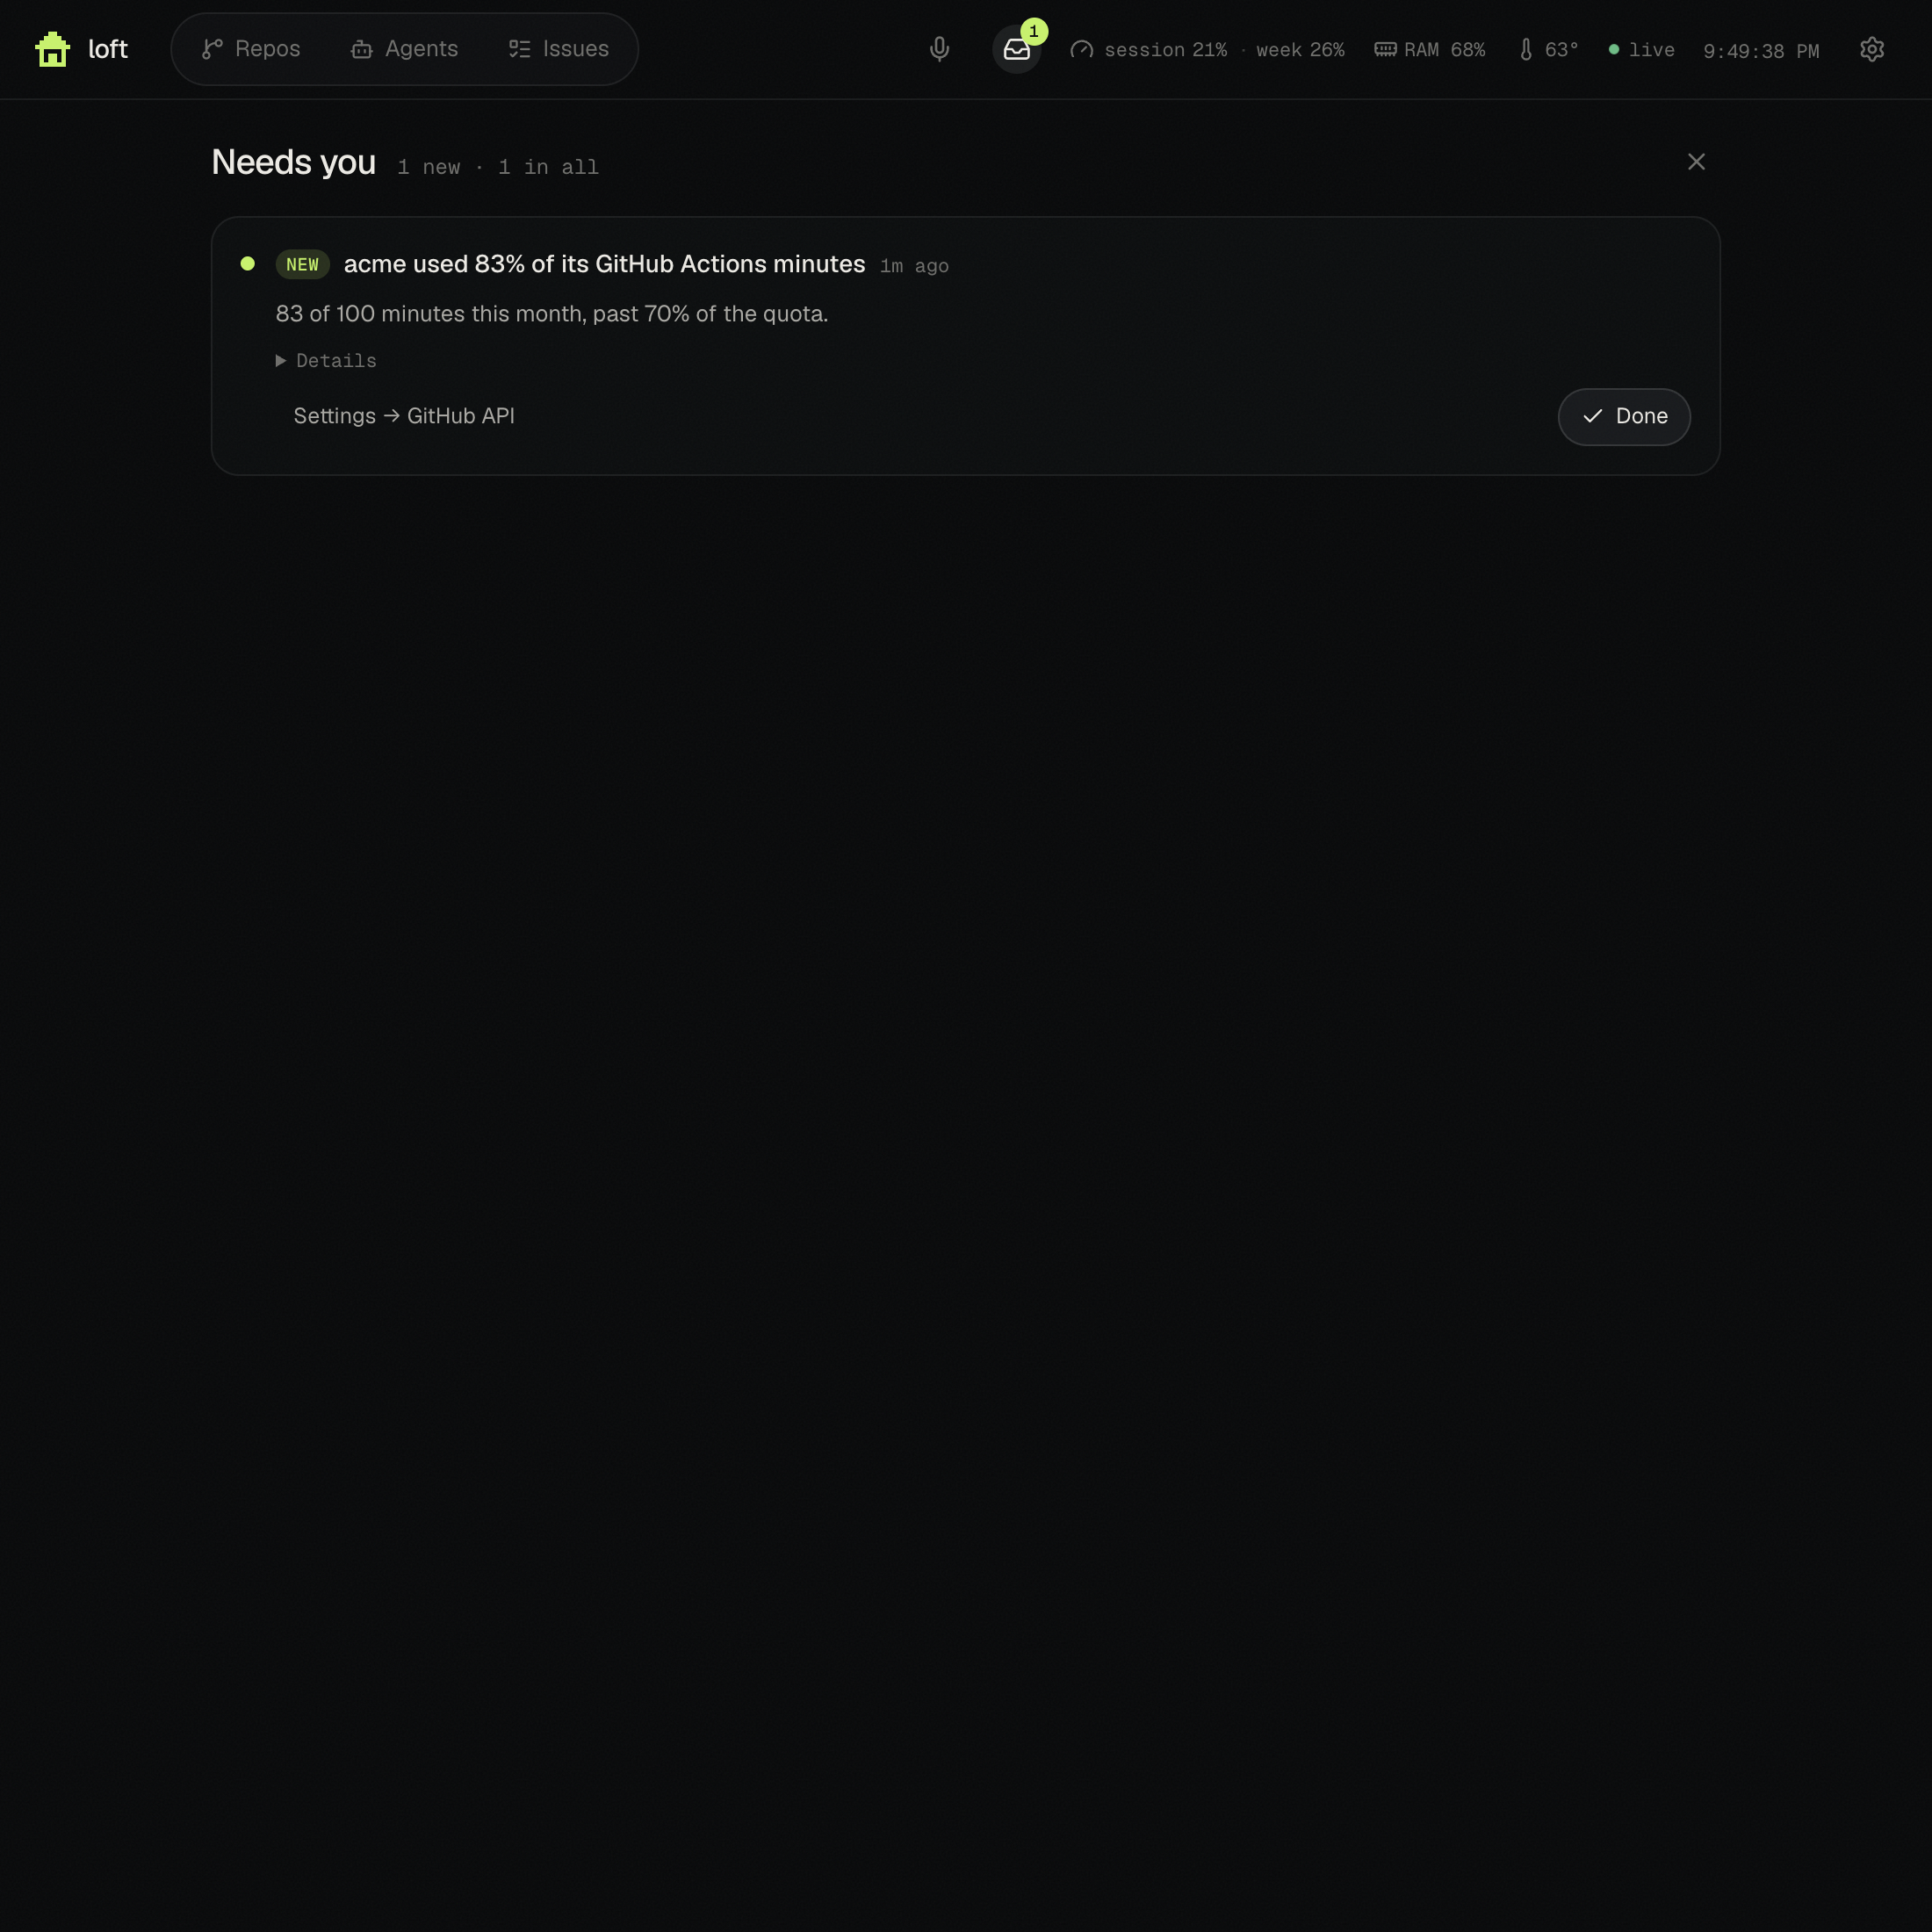 loft
Repos
Agents
Issues
1
session 21% · week 26%
RAM 68%
63°
live
9:49:38 PM
Needs you
1 new · 1 in all
NEW
acme used 83% of its GitHub Actions minutes
1m ago
83 of 100 minutes this month, past 70% of the quota.
Details
Settings → GitHub API
Done